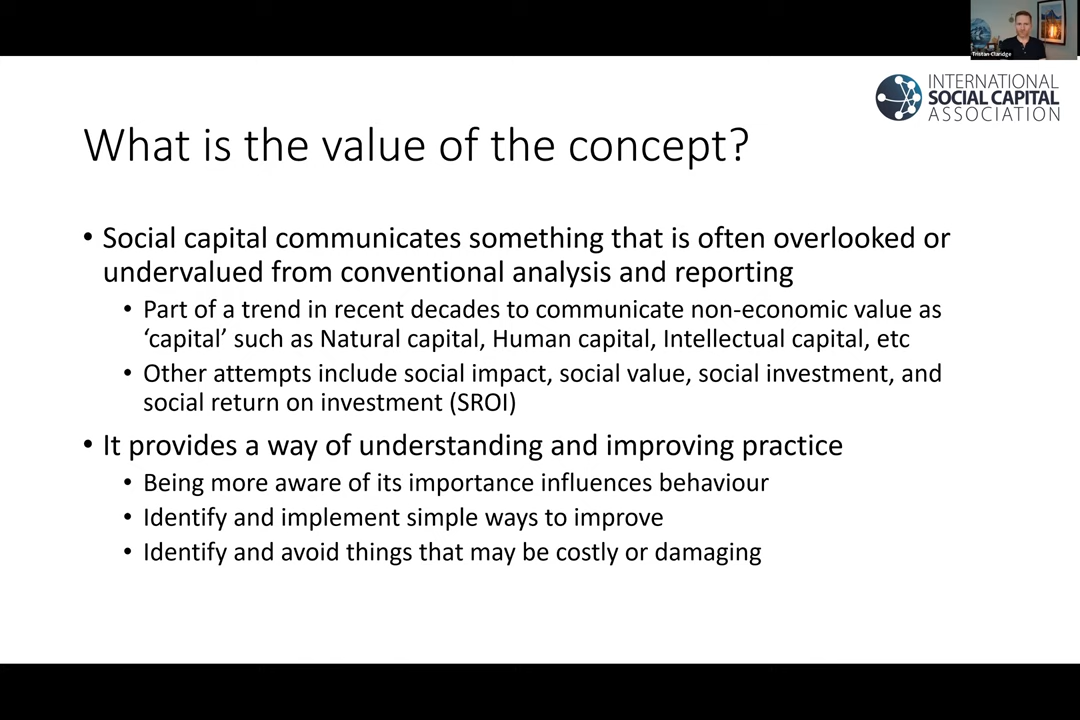 Tristan Claridge
INTERNATIONAL
SOCIAL CAPITAL
ASSOCIATION
What is the value of the concept?
• Social capital communicates something that is often overlooked or
undervalued from conventional analysis and reporting
• Part of a trend in recent decades to communicate non-economic value as
‘capital’ such as Natural capital, Human capital, Intellectual capital, etc
• Other attempts include social impact, social value, social investment, and
social return on investment (SROI)
• It provides a way of understanding and improving practice
• Being more aware of its importance influences behaviour
• Identify and implement simple ways to improve
• Identify and avoid things that may be costly or damaging